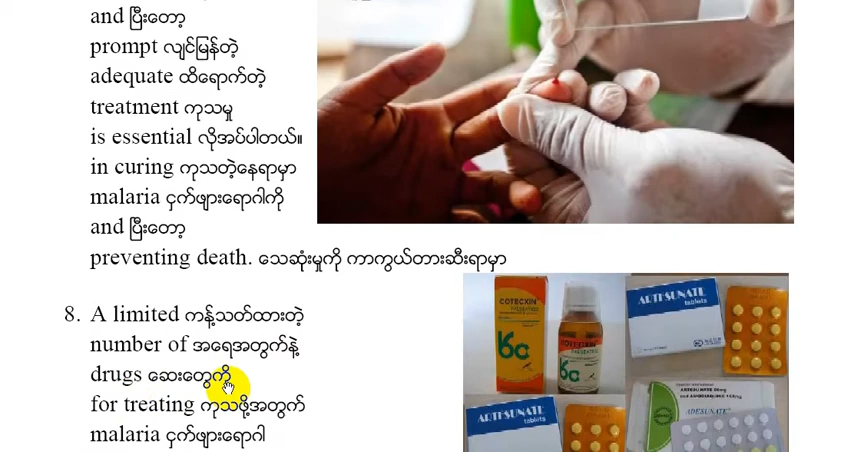 and ပြီးတော့
prompt လျင်မြန်တဲ့
adequate ထိရောက်တဲ့
treatment ကုသမှု
is essential လိုအပ်ပါတယ်။
in curing ကုသတဲ့နေရာမှာ
malaria ငှက်ဖျားရောဂါကို
and ပြီးတော့
preventing death. သေဆုံးမှုကို ကာကွယ်တားဆီးရာမှာ
8. A limited ကန့်သတ်ထားတဲ့
number of အရေအတွက်နဲ့
drugs ဆေးတွေကို
for treating ကုသဖို့အတွက်
malaria ငှက်ဖျားရောဂါ
COTECXIN
COTECXIN
ARTESUNATE
tablets
ARTESUNATE
tablets